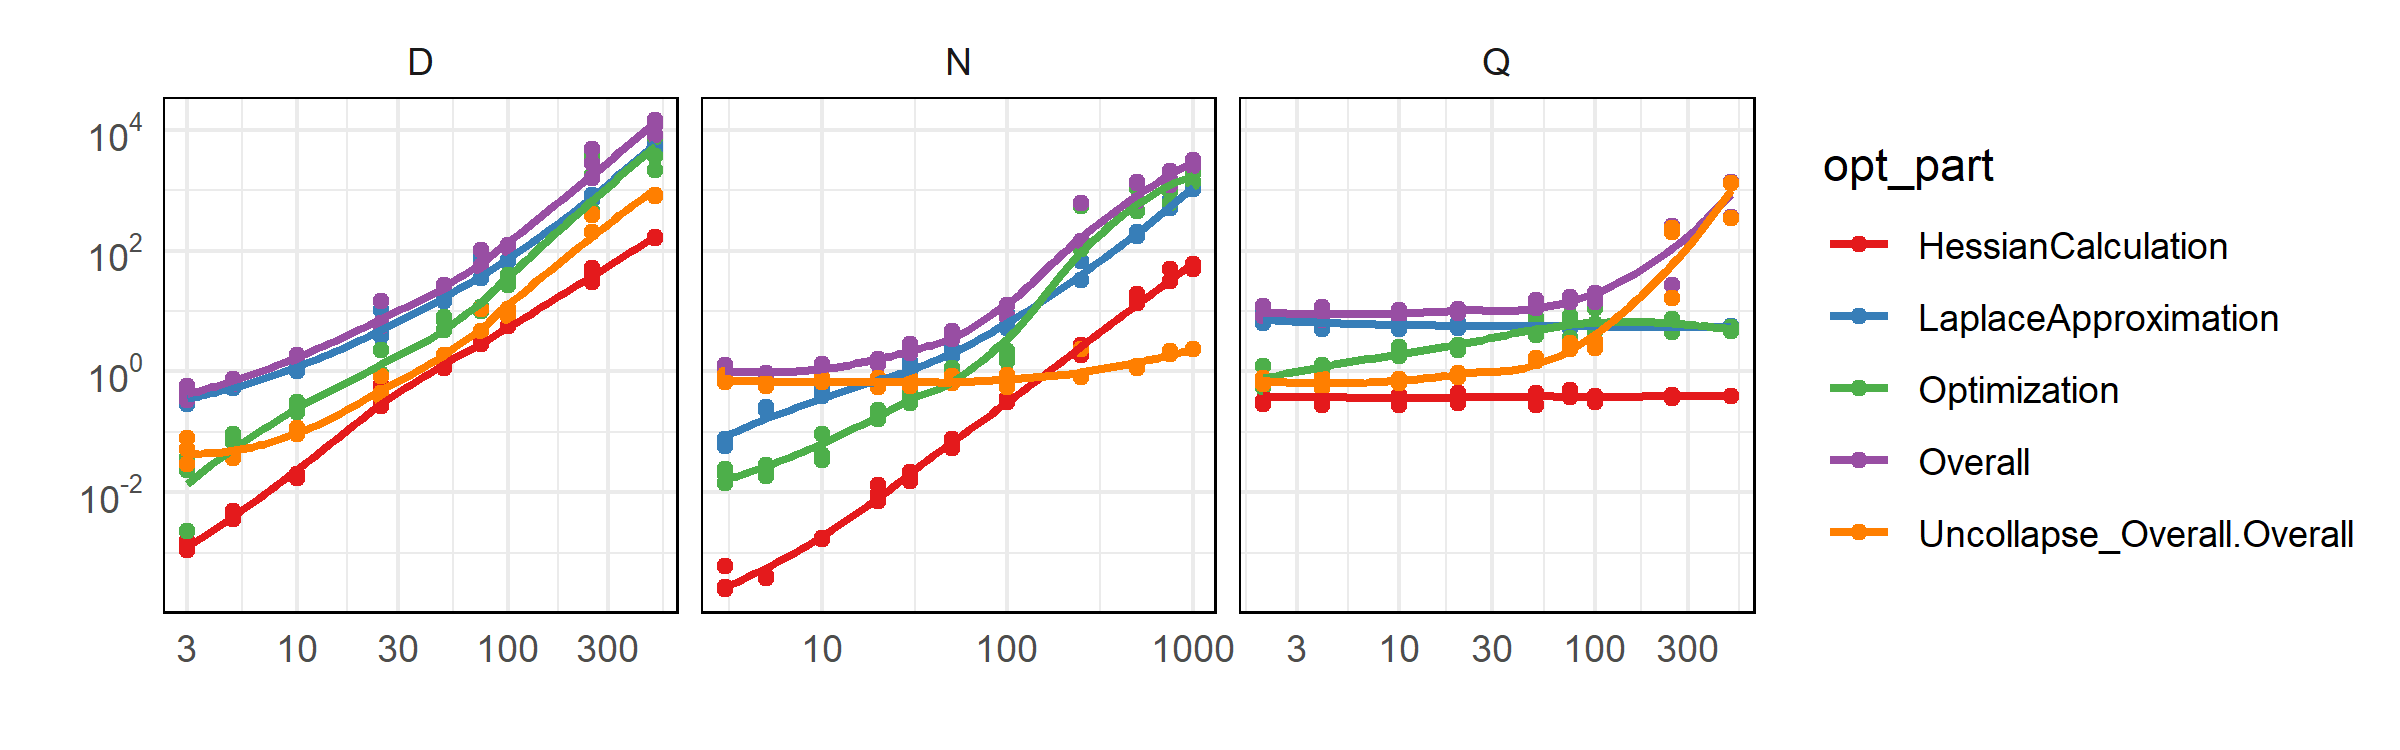 D N Q
10^4
10^2
10^0
10^-2
3 10 30 100 300 10 100 1000 3 10 30 100 300
opt_part
HessianCalculation
LaplaceApproximation
Optimization
Overall
Uncollapse_Overall.Overall